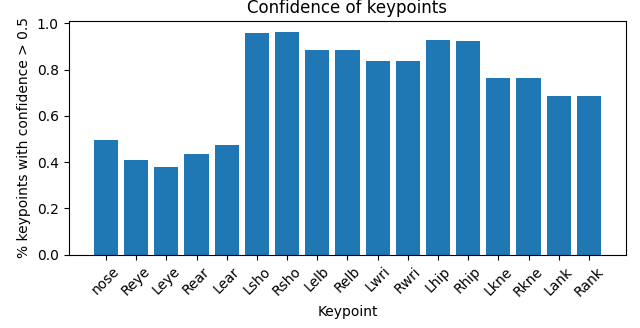 Confidence of keypoints
% keypoints with confidence > 0.5
1.0
0.8
0.6
0.4
0.2
0.0
nose Reye Leye Rear Lear Lsho Rsho Lelb Relb Lwri Rwri Lhip Rhip Lkne Rkne Lank Rank
Keypoint